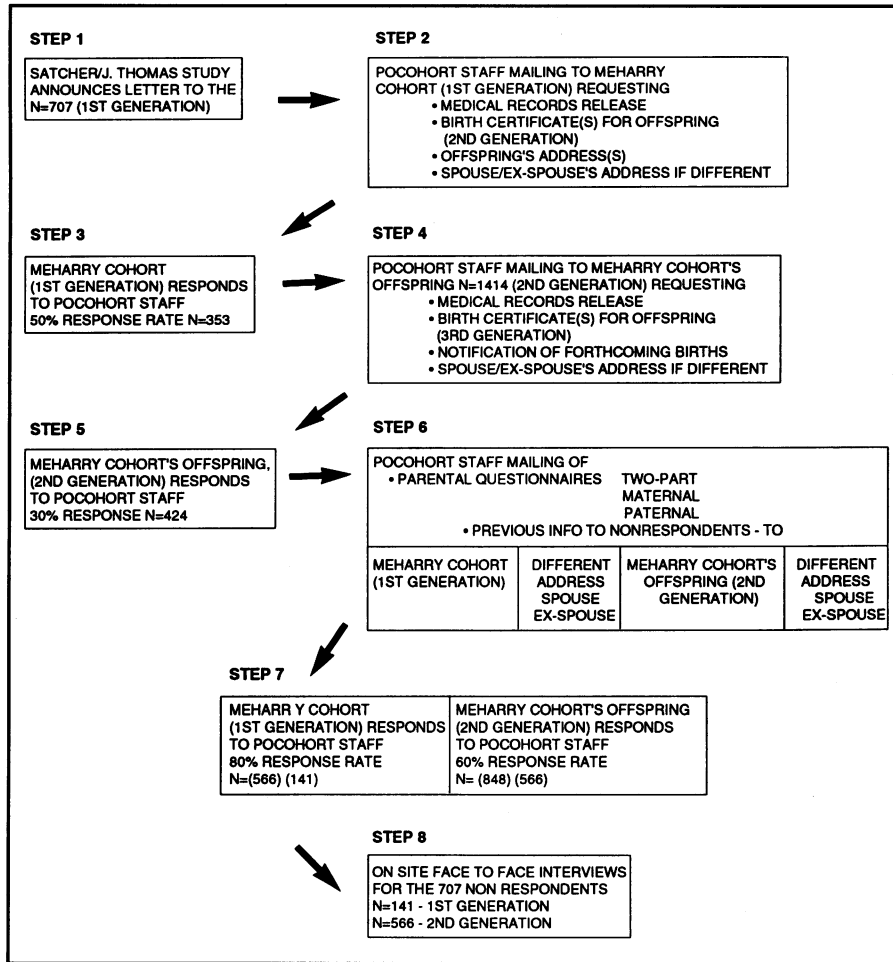 STEP 1
SATCHER/J. THOMAS STUDY
ANNOUNCES LETTER TO THE
N=707 (1ST GENERATION)
STEP 2
POCOHORT STAFF MAILING TO MEHARRY
COHORT (1ST GENERATION) REQUESTING
• MEDICAL RECORDS RELEASE
• BIRTH CERTIFICATE(S) FOR OFFSPRING
(2ND GENERATION)
• OFFSPRING'S ADDRESS(S)
• SPOUSE/EX-SPOUSE'S ADDRESS IF DIFFERENT
STEP 3
MEHARRY COHORT
(1ST GENERATION) RESPONDS
TO POCOHORT STAFF
50% RESPONSE RATE N=353
STEP 4
POCOHORT STAFF MAILING TO MEHARRY COHORT'S
OFFSPRING N=1414 (2ND GENERATION) REQUESTING
• MEDICAL RECORDS RELEASE
• BIRTH CERTIFICATE(S) FOR OFFSPRING
(3RD GENERATION)
• NOTIFICATION OF FORTHCOMING BIRTHS
• SPOUSE/EX-SPOUSE'S ADDRESS IF DIFFERENT
STEP 5
MEHARRY COHORT'S OFFSPRING,
(2ND GENERATION) RESPONDS
TO POCOHORT STAFF
30% RESPONSE N=424
STEP 6
POCOHORT STAFF MAILING OF
• PARENTAL QUESTIONNAIRES TWO-PART
MATERNAL
PATERNAL
• PREVIOUS INFO TO NONRESPONDENTS - TO
MEHARRY COHORT
(1ST GENERATION)
DIFFERENT
ADDRESS
SPOUSE
EX-SPOUSE
MEHARRY COHORT'S
OFFSPRING (2ND
GENERATION)
DIFFERENT
ADDRESS
SPOUSE
EX-SPOUSE
STEP 7
MEHARR Y COHORT
(1ST GENERATION) RESPONDS
TO POCOHORT STAFF
80% RESPONSE RATE
N=(566) (141)
MEHARRY COHORT'S OFFSPRING
(2ND GENERATION) RESPONDS
TO POCOHORT STAFF
60% RESPONSE RATE
N= (848) (566)
STEP 8
ON SITE FACE TO FACE INTERVIEWS
FOR THE 707 NON RESPONDENTS
N=141 - 1ST GENERATION
N=566 - 2ND GENERATION